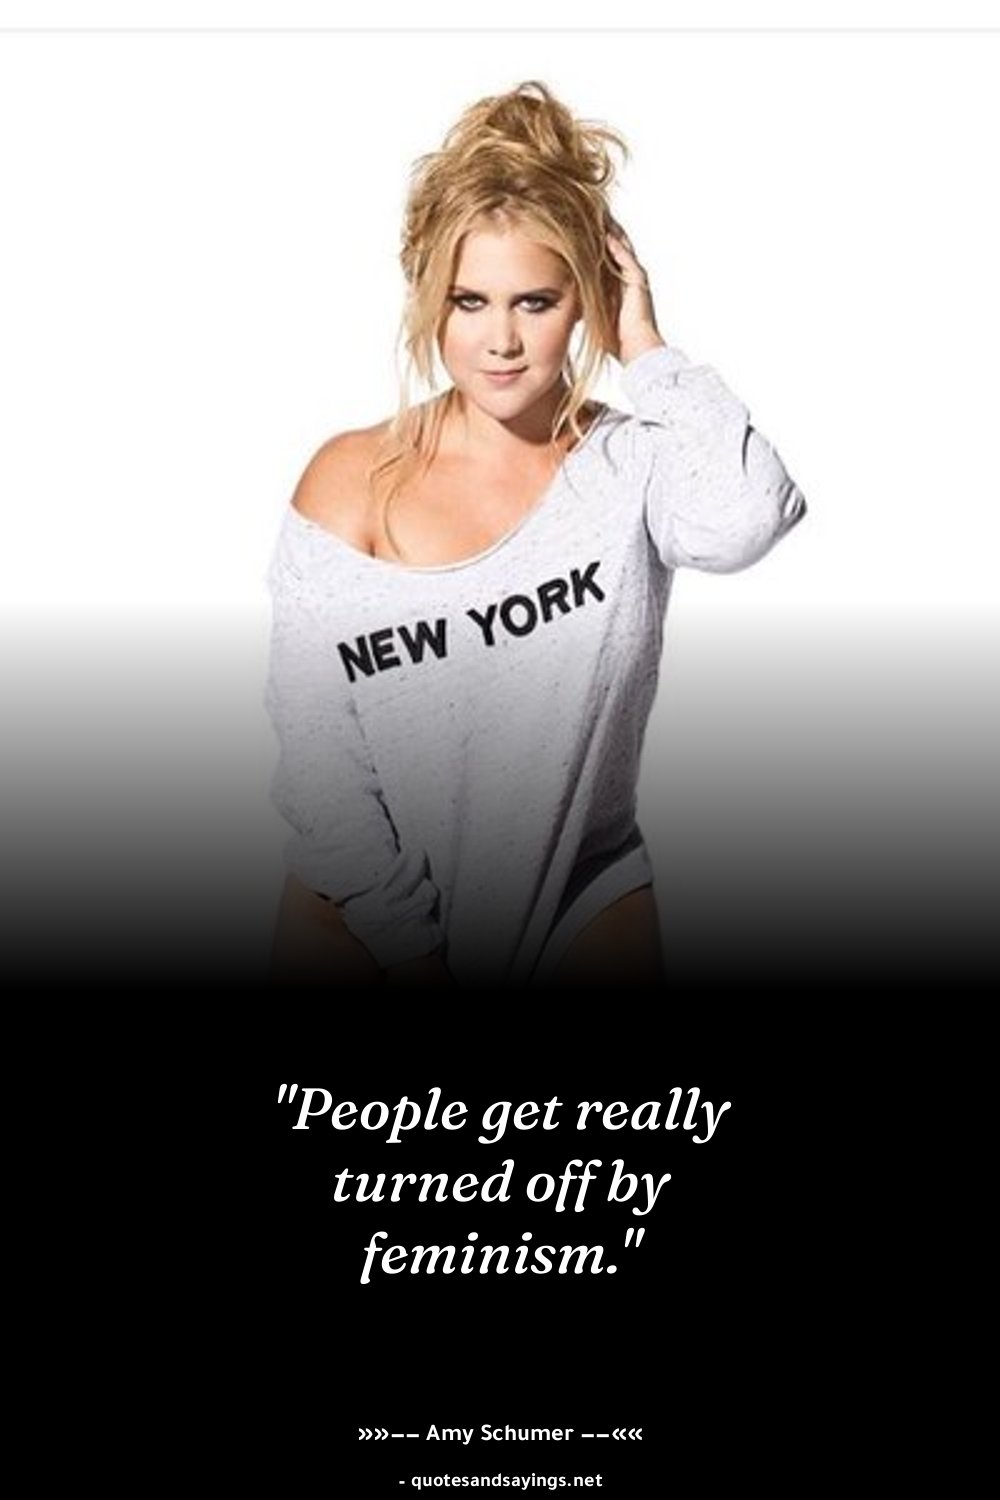 NEW YORK
"People get really
turned off by
feminism."
»»−− Amy Schumer −−««
- quotesandsayings.net